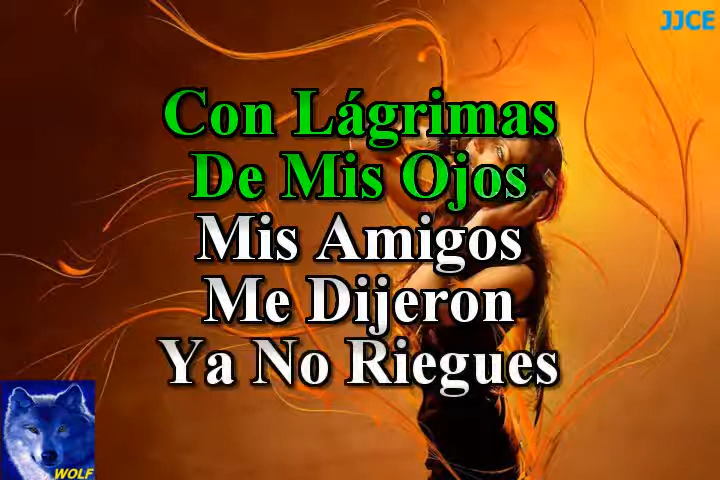 JJCE
Con Lágrimas
De Mis Ojos
Mis Amigos
Me Dijeron
Ya No Riegues
WOLF